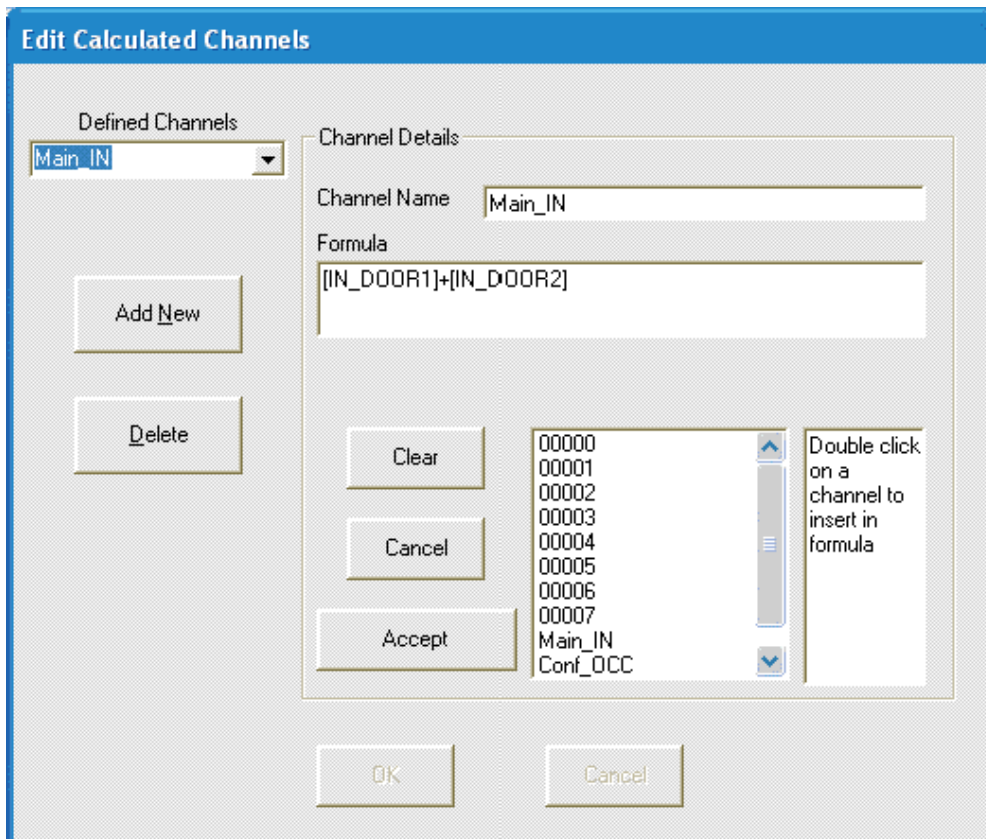 Edit Calculated Channels
Defined Channels
Main_IN
Channel Details
Channel Name
Main_IN
Formula
[IN_DOOR1]+[IN_DOOR2]
Add New
Delete
Clear
Cancel
Accept
00000
00001
00002
00003
00004
00005
00006
00007
Main_IN
Conf_OCC
Double click
on a
channel to
insert in
formula
OK
Cancel